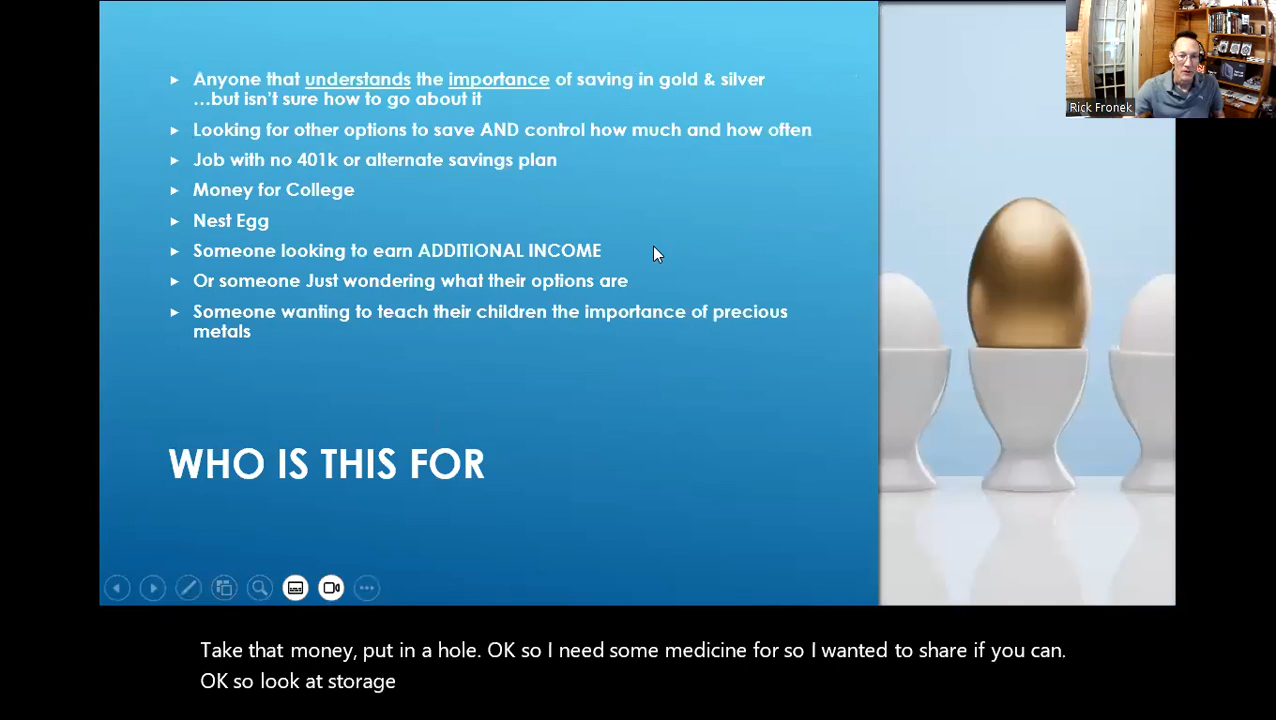 Anyone that understands the importance of saving in gold & silver
...but isn't sure how to go about it
Looking for other options to save AND control how much and how often
Job with no 401k or alternate savings plan
Money for College
Nest Egg
Someone looking to earn ADDITIONAL INCOME
Or someone Just wondering what their options are
Someone wanting to teach their children the importance of precious
metals
WHO IS THIS FOR
Rick Fronek
Take that money, put in a hole. OK so I need some medicine for so I wanted to share if you can.
OK so look at storage